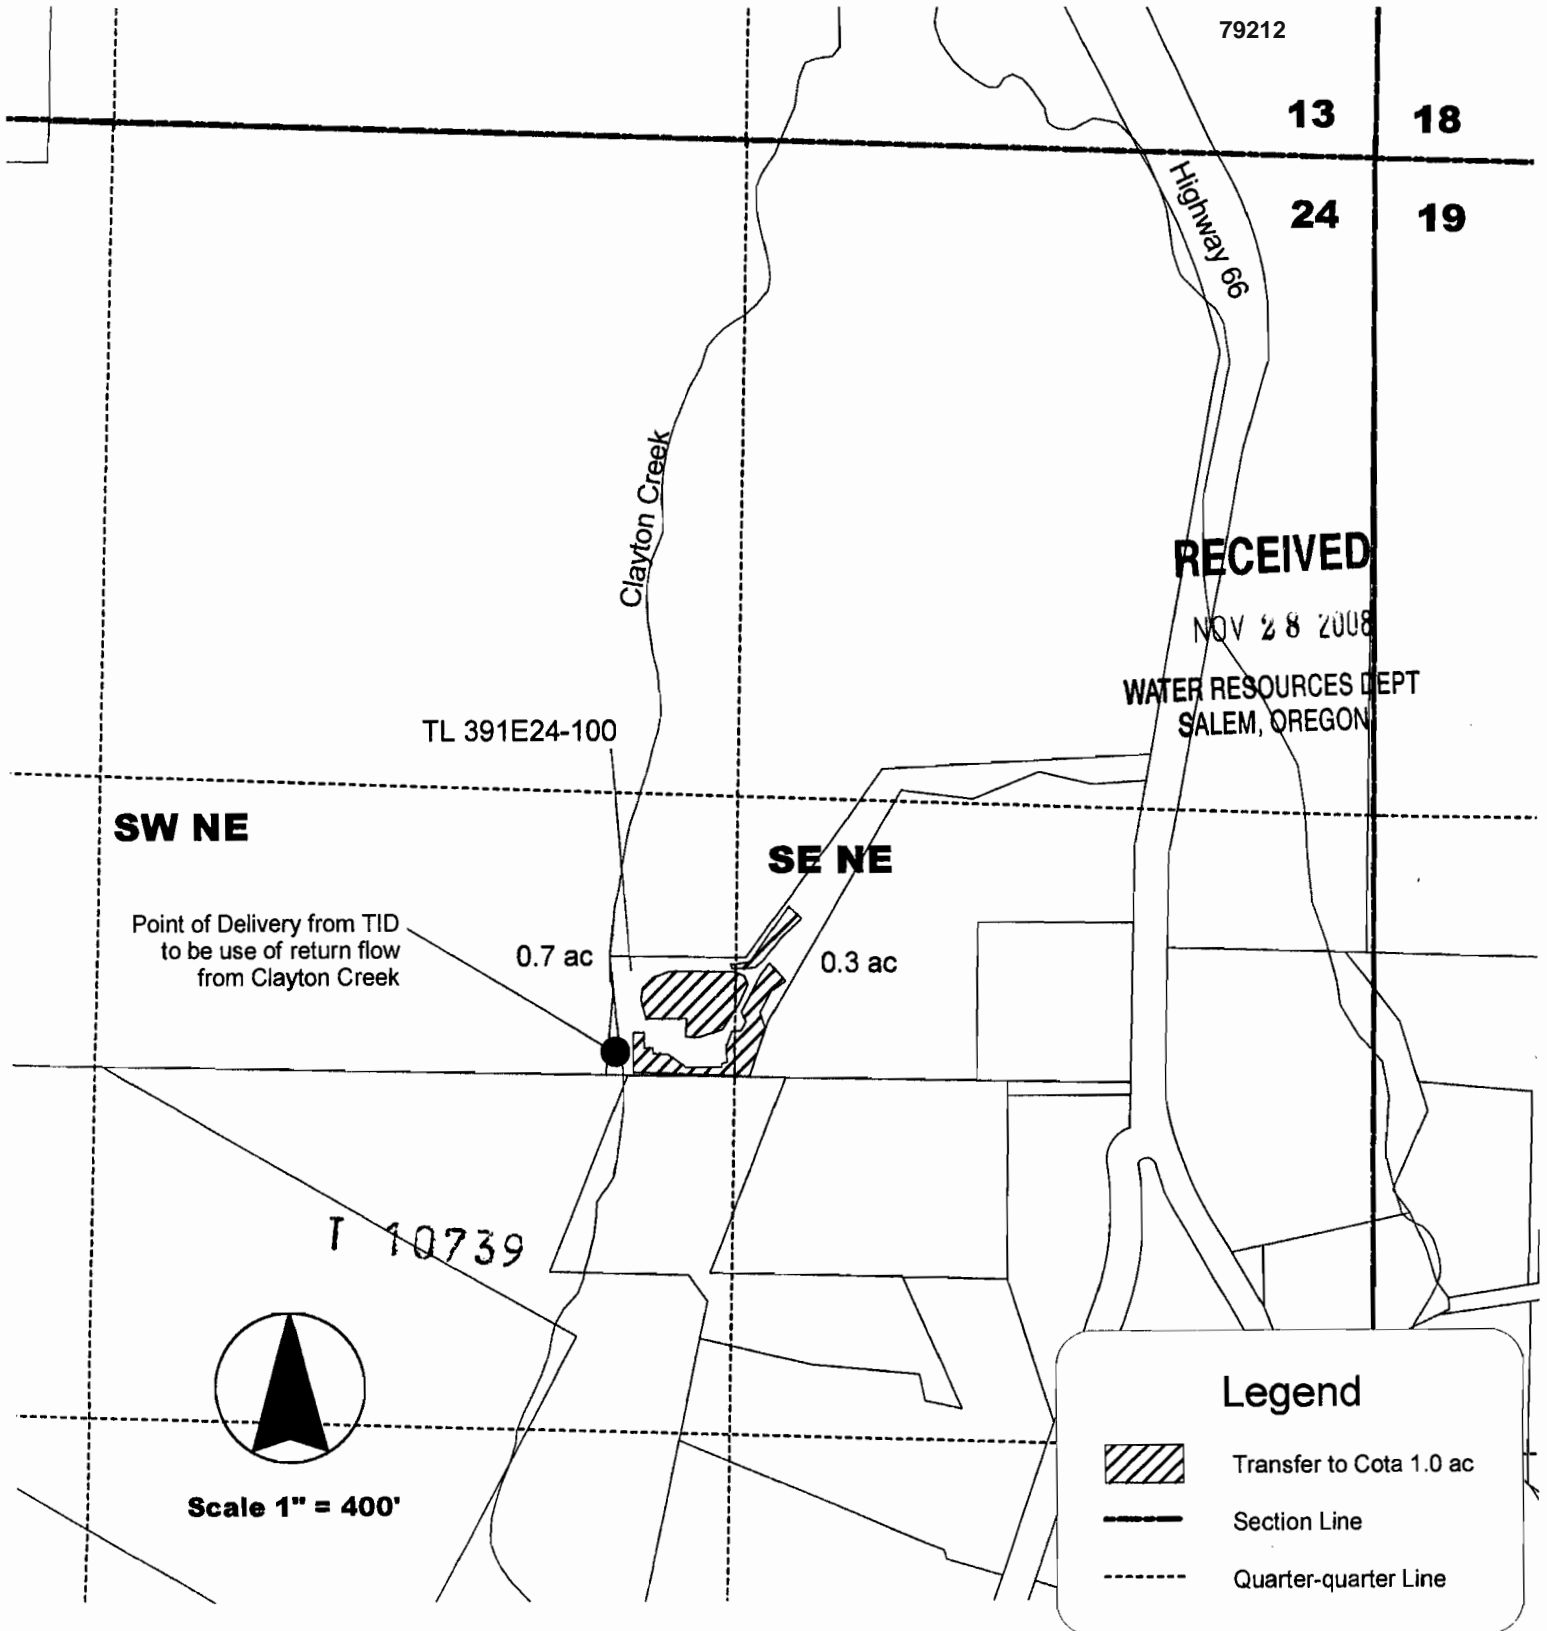 79212
13
18
24
19
Highway 66
Clayton Creek
RECEIVED
NOV 28 2008
WATER RESOURCES DEPT
SALEM, OREGON
TL 391E24-100
SW NE
SE NE
Point of Delivery from TID
to be use of return flow
from Clayton Creek
0.7 ac
0.3 ac
T 10739
Scale 1" = 400'
Legend
Transfer to Cota 1.0 ac
Section Line
Quarter-quarter Line